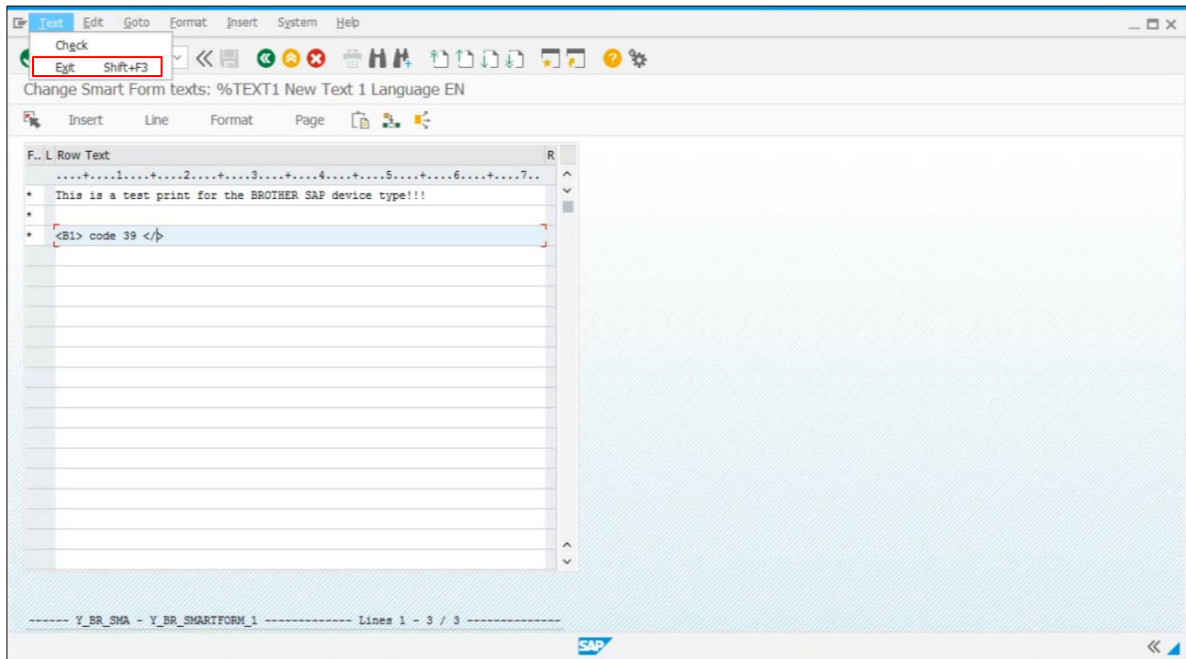 Text Edit Goto Format Insert System Help
Check
Exit Shift+F3
Change Smart Form texts: %TEXT1 New Text 1 Language EN
Insert Line Format Page
F.. L Row Text R
....+....1....+....2....+....3....+....4....+....5....+....6....+....7..
* This is a test print for the BROTHER SAP device type!!!
*
* <B1> code 39 </>
------ Y_BR_SMA - Y_BR_SMARTFORM_1 ------------- Lines 1 - 3 / 3 --------------
SAP